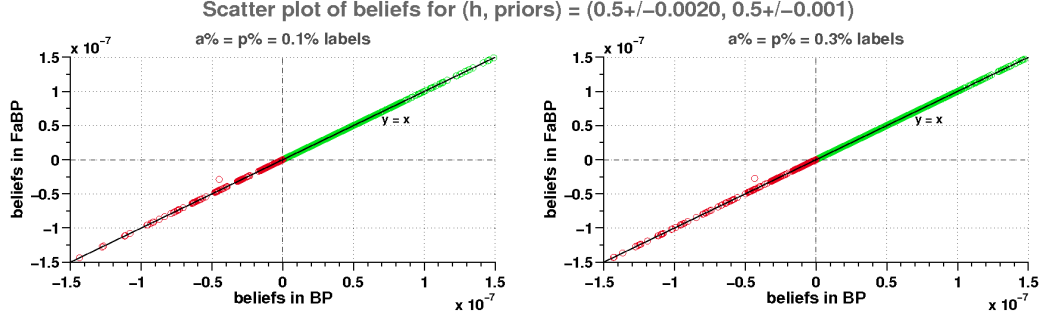 Scatter plot of beliefs for (h, priors) = (0.5+/−0.0020, 0.5+/−0.001)
a% = p% = 0.1% labels
x 10^-7
1.5
1
0.5
0
−0.5
−1
−1.5
beliefs in FaBP
y = x
−1.5 −1 −0.5 0 0.5 1 1.5
beliefs in BP
x 10^-7
a% = p% = 0.3% labels
x 10^-7
1.5
1
0.5
0
−0.5
−1
−1.5
beliefs in FaBP
y = x
−1.5 −1 −0.5 0 0.5 1 1.5
beliefs in BP
x 10^-7